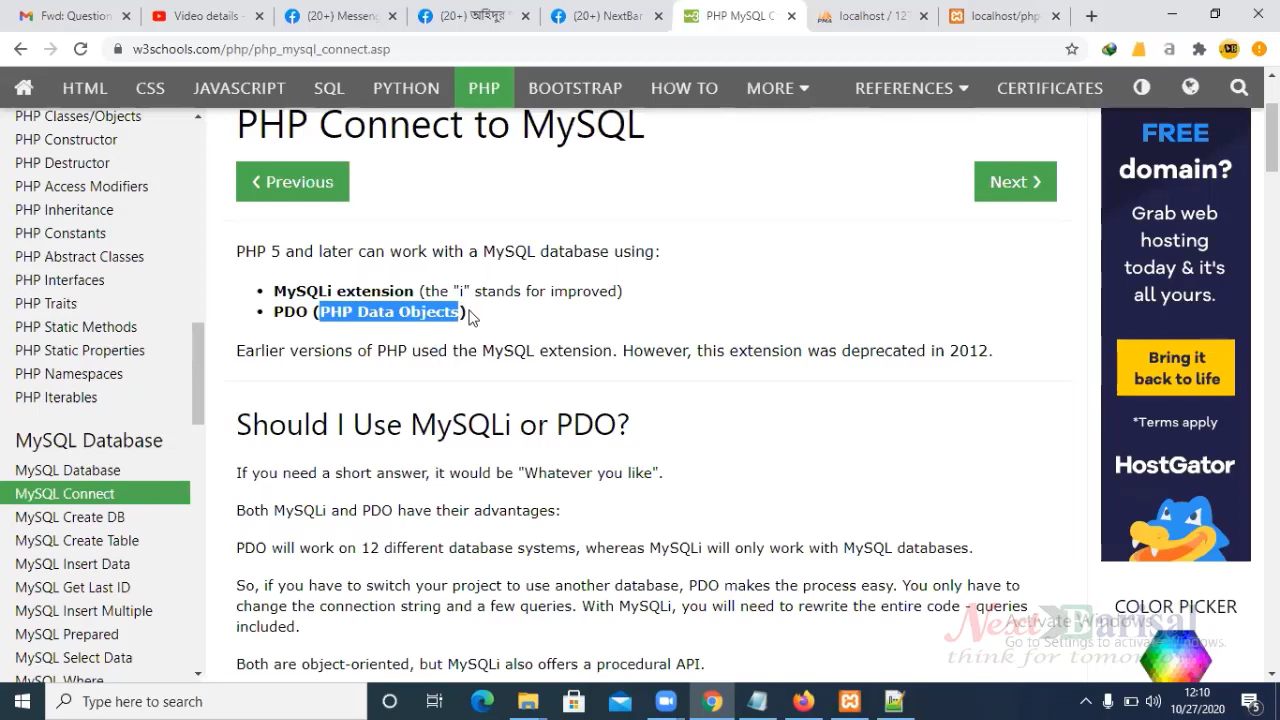 Fwd: Question
Video details -
(20+) Messeng
(20+) অহিদুর
(20+) NextBar
PHP MySQL C
localhost / 12
localhost/ph
w3schools.com/php/php_mysql_connect.asp
HTML CSS JAVASCRIPT SQL PYTHON PHP BOOTSTRAP HOW TO MORE REFERENCES CERTIFICATES
PHP Classes/Objects
PHP Constructor
PHP Destructor
PHP Access Modifiers
PHP Inheritance
PHP Constants
PHP Abstract Classes
PHP Interfaces
PHP Traits
PHP Static Methods
PHP Static Properties
PHP Namespaces
PHP Iterables
MySQL Database
MySQL Database
MySQL Connect
MySQL Create DB
MySQL Create Table
MySQL Insert Data
MySQL Get Last ID
MySQL Insert Multiple
MySQL Prepared
MySQL Select Data
MySQL Where
PHP Connect to MySQL
❮ Previous
Next ❯
PHP 5 and later can work with a MySQL database using:
• MySQLi extension (the "i" stands for improved)
• PDO (PHP Data Objects)
Earlier versions of PHP used the MySQL extension. However, this extension was deprecated in 2012.
Should I Use MySQLi or PDO?
If you need a short answer, it would be "Whatever you like".
Both MySQLi and PDO have their advantages:
PDO will work on 12 different database systems, whereas MySQLi will only work with MySQL databases.
So, if you have to switch your project to use another database, PDO makes the process easy. You only have to
change the connection string and a few queries. With MySQLi, you will need to rewrite the entire code - queries
included.
Both are object-oriented, but MySQLi also offers a procedural API.
FREE
domain?
Grab web
hosting
today & it's
all yours.
Bring it
back to life
*Terms apply
HostGator
COLOR PICKER
Activate Windows
Go to Settings to activate Windows.
Next Barisal
think for tomorrow
Type here to search
12:10
10/27/2020
5